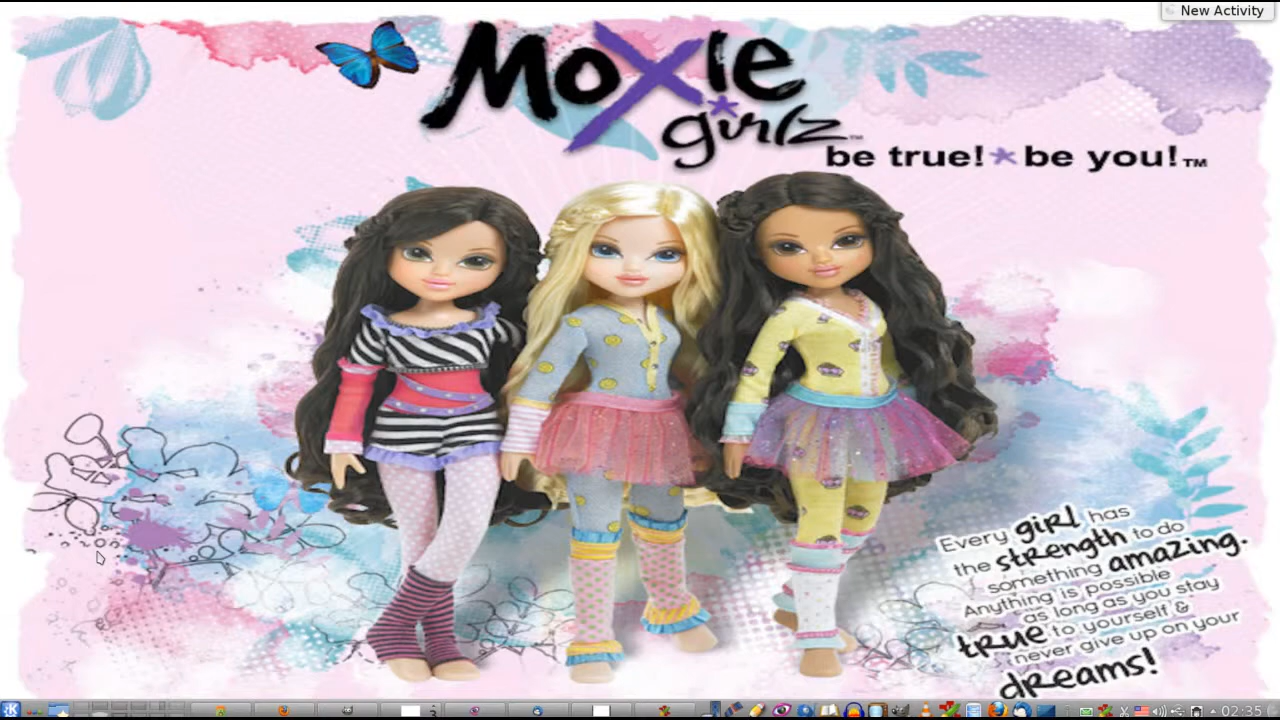 New Activity
MoXie
girlz™
be true!*be you!™
Every girl has
the strength to do
something amazing.
Anything is possible
as long as you stay
true to yourself &
never give up on your
dreams!
02:35